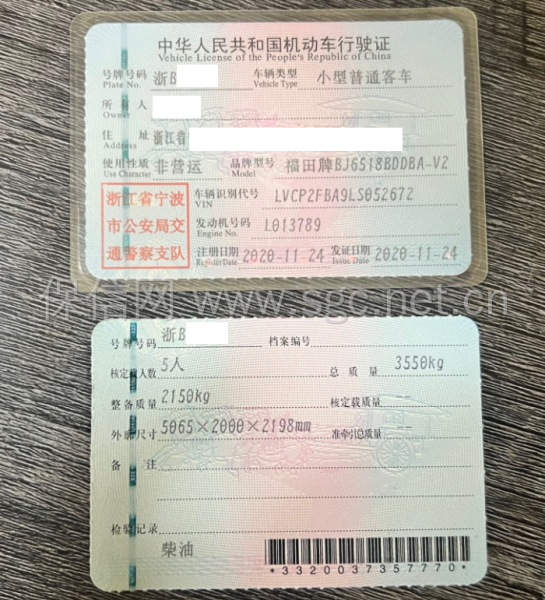 中华人民共和国机动车行驶证
Vehicle License of the People's Republic of China
号牌号码 浙B 车辆类型 小型普通客车
Plate No. Vehicle Type
所有人
Owner
住址 浙江省
Address
使用性质 非营运 品牌型号 福田牌BJ6518BDDBA-V2
Use Character Model
浙江省宁波市公安局交通警察支队
车辆识别代号 LVCP2FBA9LS052672
VIN
发动机号码 L013789
Engine No.
注册日期 2020-11-24 发证日期 2020-11-24
Register Date Issue Date
保信网 www.sga.net.cn
号牌号码 浙B 档案编号
核定载人数 5人 总质量 3550kg
整备质量 2150kg 核定载质量 --
外廓尺寸 5065×2000×2198mm 准牵引总质量 --
备注
检验记录
柴油
*3320037357770*